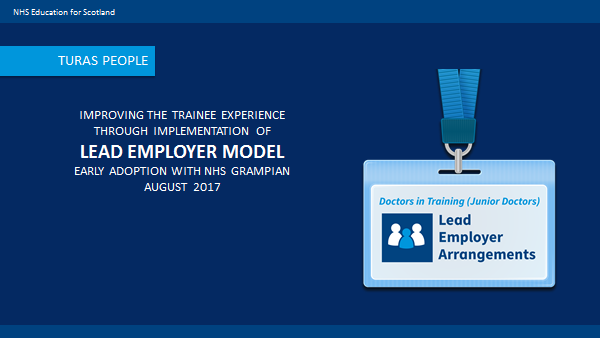 NHS Education for Scotland
TURAS PEOPLE
IMPROVING THE TRAINEE EXPERIENCE
THROUGH IMPLEMENTATION OF
LEAD EMPLOYER MODEL
EARLY ADOPTION WITH NHS GRAMPIAN
AUGUST 2017
Doctors in Training (Junior Doctors)
Lead
Employer
Arrangements